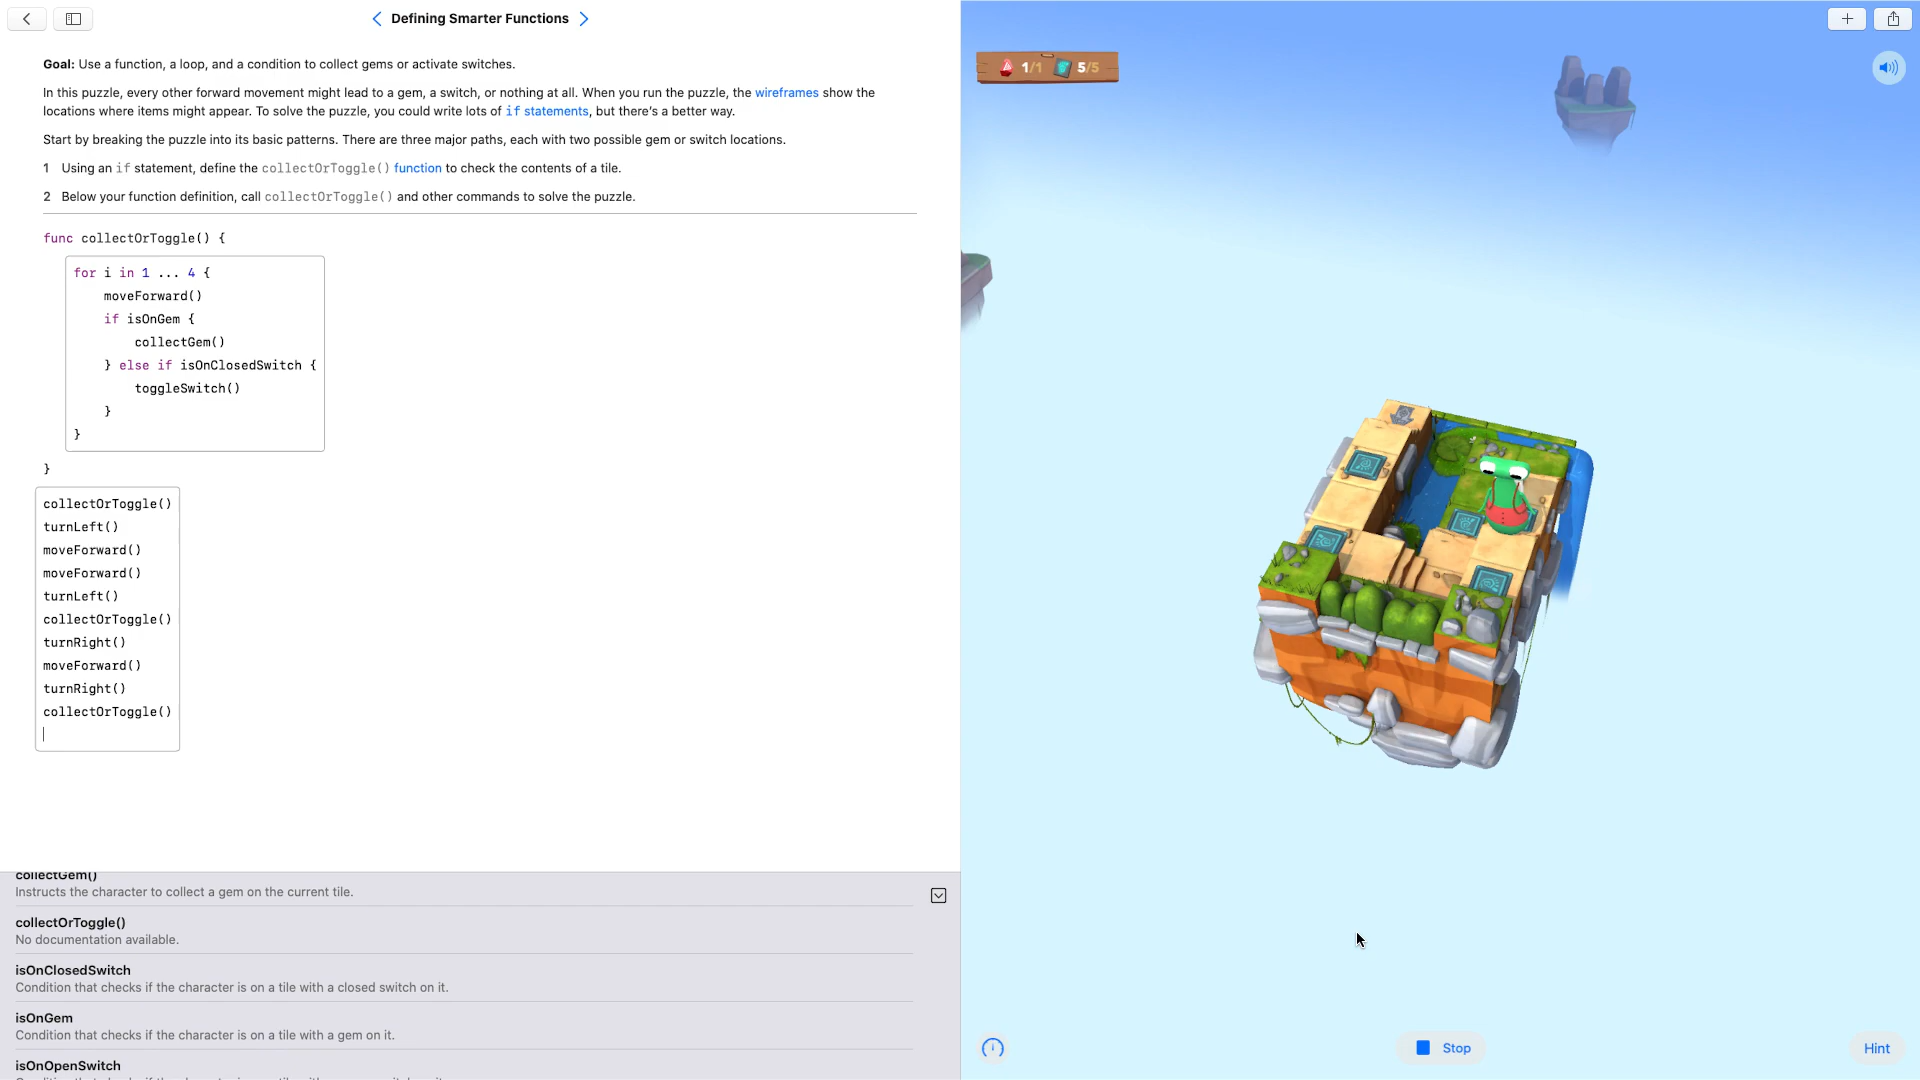 Defining Smarter Functions
Goal: Use a function, a loop, and a condition to collect gems or activate switches.
In this puzzle, every other forward movement might lead to a gem, a switch, or nothing at all. When you run the puzzle, the wireframes show the
locations where items might appear. To solve the puzzle, you could write lots of if statements, but there's a better way.
Start by breaking the puzzle into its basic patterns. There are three major paths, each with two possible gem or switch locations.
1 Using an if statement, define the collectOrToggle() function to check the contents of a tile.
2 Below your function definition, call collectOrToggle() and other commands to solve the puzzle.
func collectOrToggle() {
for i in 1 ... 4 {
moveForward()
if isOnGem {
collectGem()
} else if isOnClosedSwitch {
toggleSwitch()
}
}
}
collectOrToggle()
turnLeft()
moveForward()
moveForward()
turnLeft()
collectOrToggle()
turnRight()
moveForward()
turnRight()
collectOrToggle()
collectGem()
Instructs the character to collect a gem on the current tile.
collectOrToggle()
No documentation available.
isOnClosedSwitch
Condition that checks if the character is on a tile with a closed switch on it.
isOnGem
Condition that checks if the character is on a tile with a gem on it.
isOnOpenSwitch
1/1 5/5
Stop
Hint